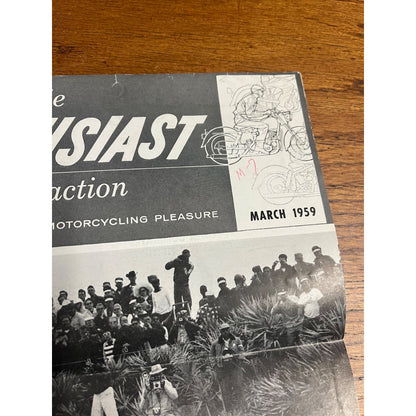 he
USIAST
MARCH 1959
action
MOTORCYCLING PLEASURE